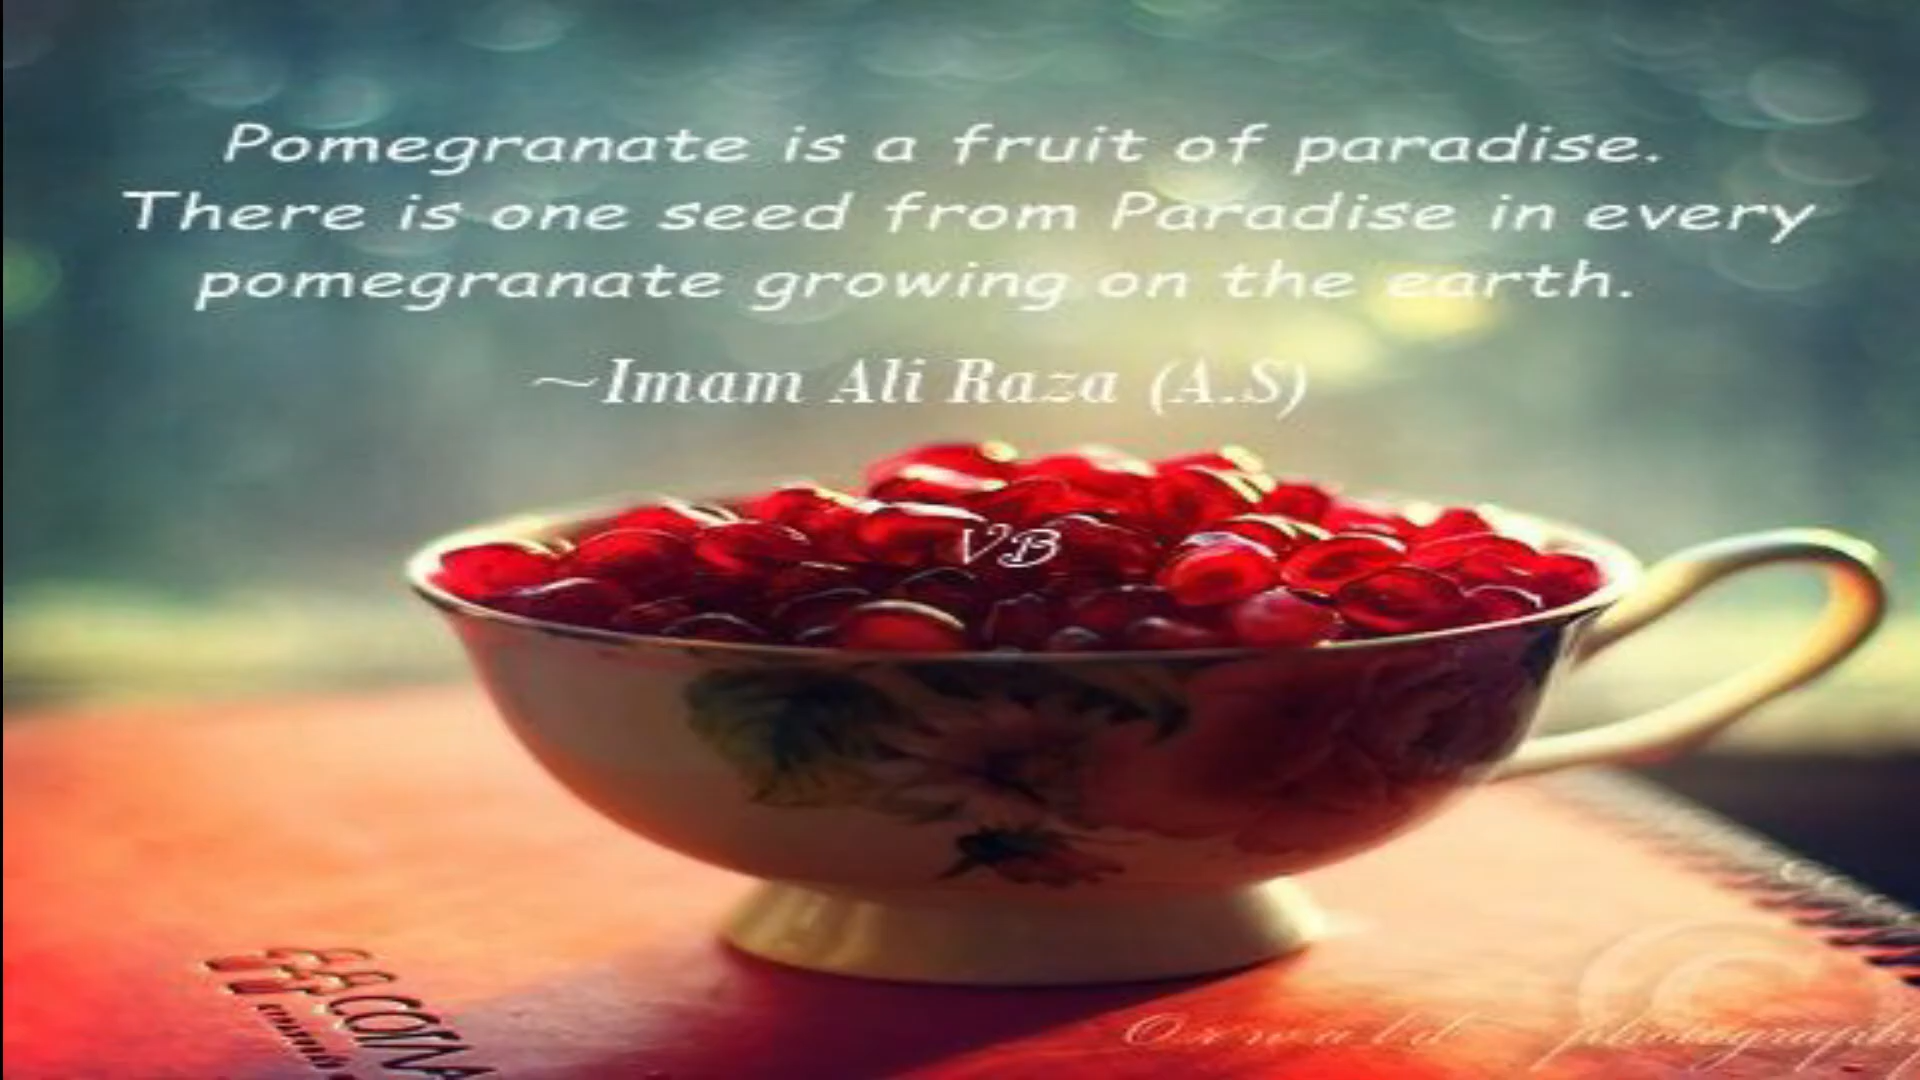 Pomegranate is a fruit of paradise.
There is one seed from Paradise in every
pomegranate growing on the earth.
~Imam Ali Raza (A.S)
VB
photography